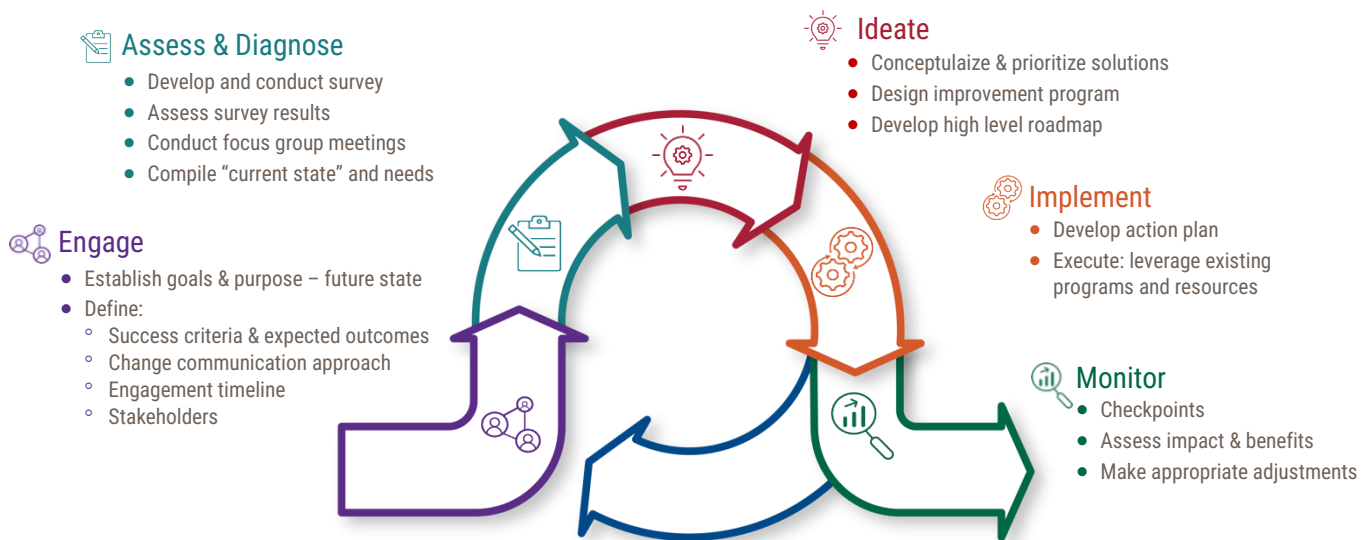 Assess & Diagnose
● Develop and conduct survey
● Assess survey results
● Conduct focus group meetings
● Compile “current state” and needs
Engage
● Establish goals & purpose – future state
● Define:
○ Success criteria & expected outcomes
○ Change communication approach
○ Engagement timeline
○ Stakeholders
Ideate
● Conceptulaize & prioritize solutions
● Design improvement program
● Develop high level roadmap
Implement
● Develop action plan
● Execute: leverage existing
programs and resources
Monitor
● Checkpoints
● Assess impact & benefits
● Make appropriate adjustments